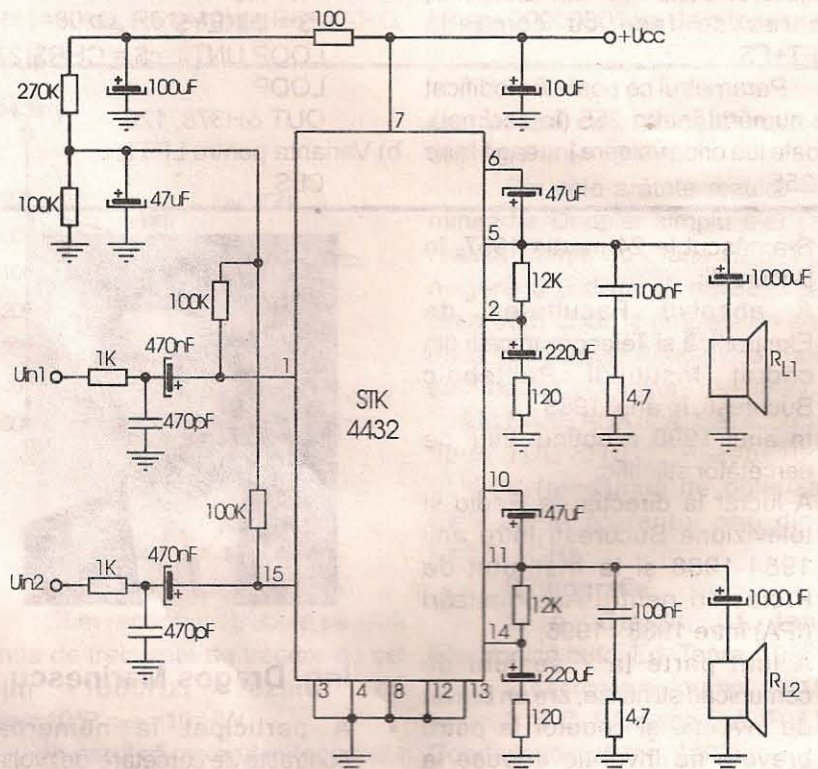 100
+Ucc
270K
100uF
10uF
7
6
47uF
100K
47uF
5
12K
100nF
1000uF
100K
2
470nF
220uF
RL1
1K
Uin1
1
STK
4432
120
4,7
470pF
10
47uF
100K
11
470nF
12K
100nF
1000uF
1K
Uin2
15
14
220uF
RL2
470pF
120
4,7
3 4 8 12 13